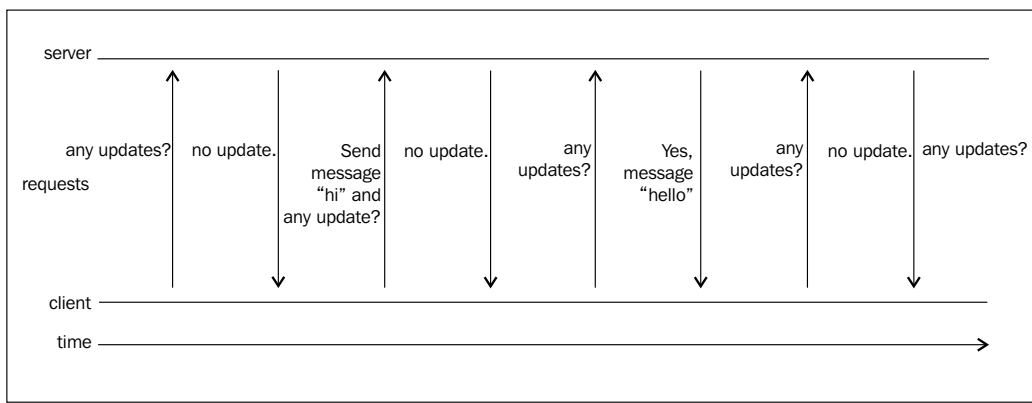 server
any updates?
no update.
Send
message
“hi” and
any update?
no update.
any
updates?
Yes,
message
“hello”
any
updates?
no update.
any updates?
requests
client
time